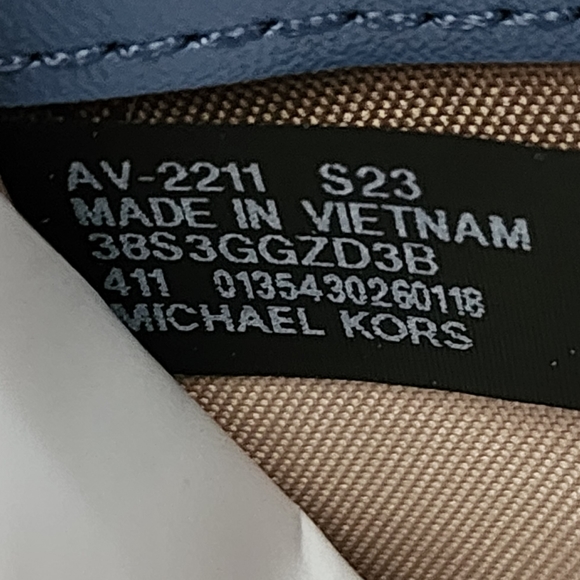 AV-2211 S23
MADE IN VIETNAM
38S3GGZD3B
411 0135430260118
MICHAEL KORS